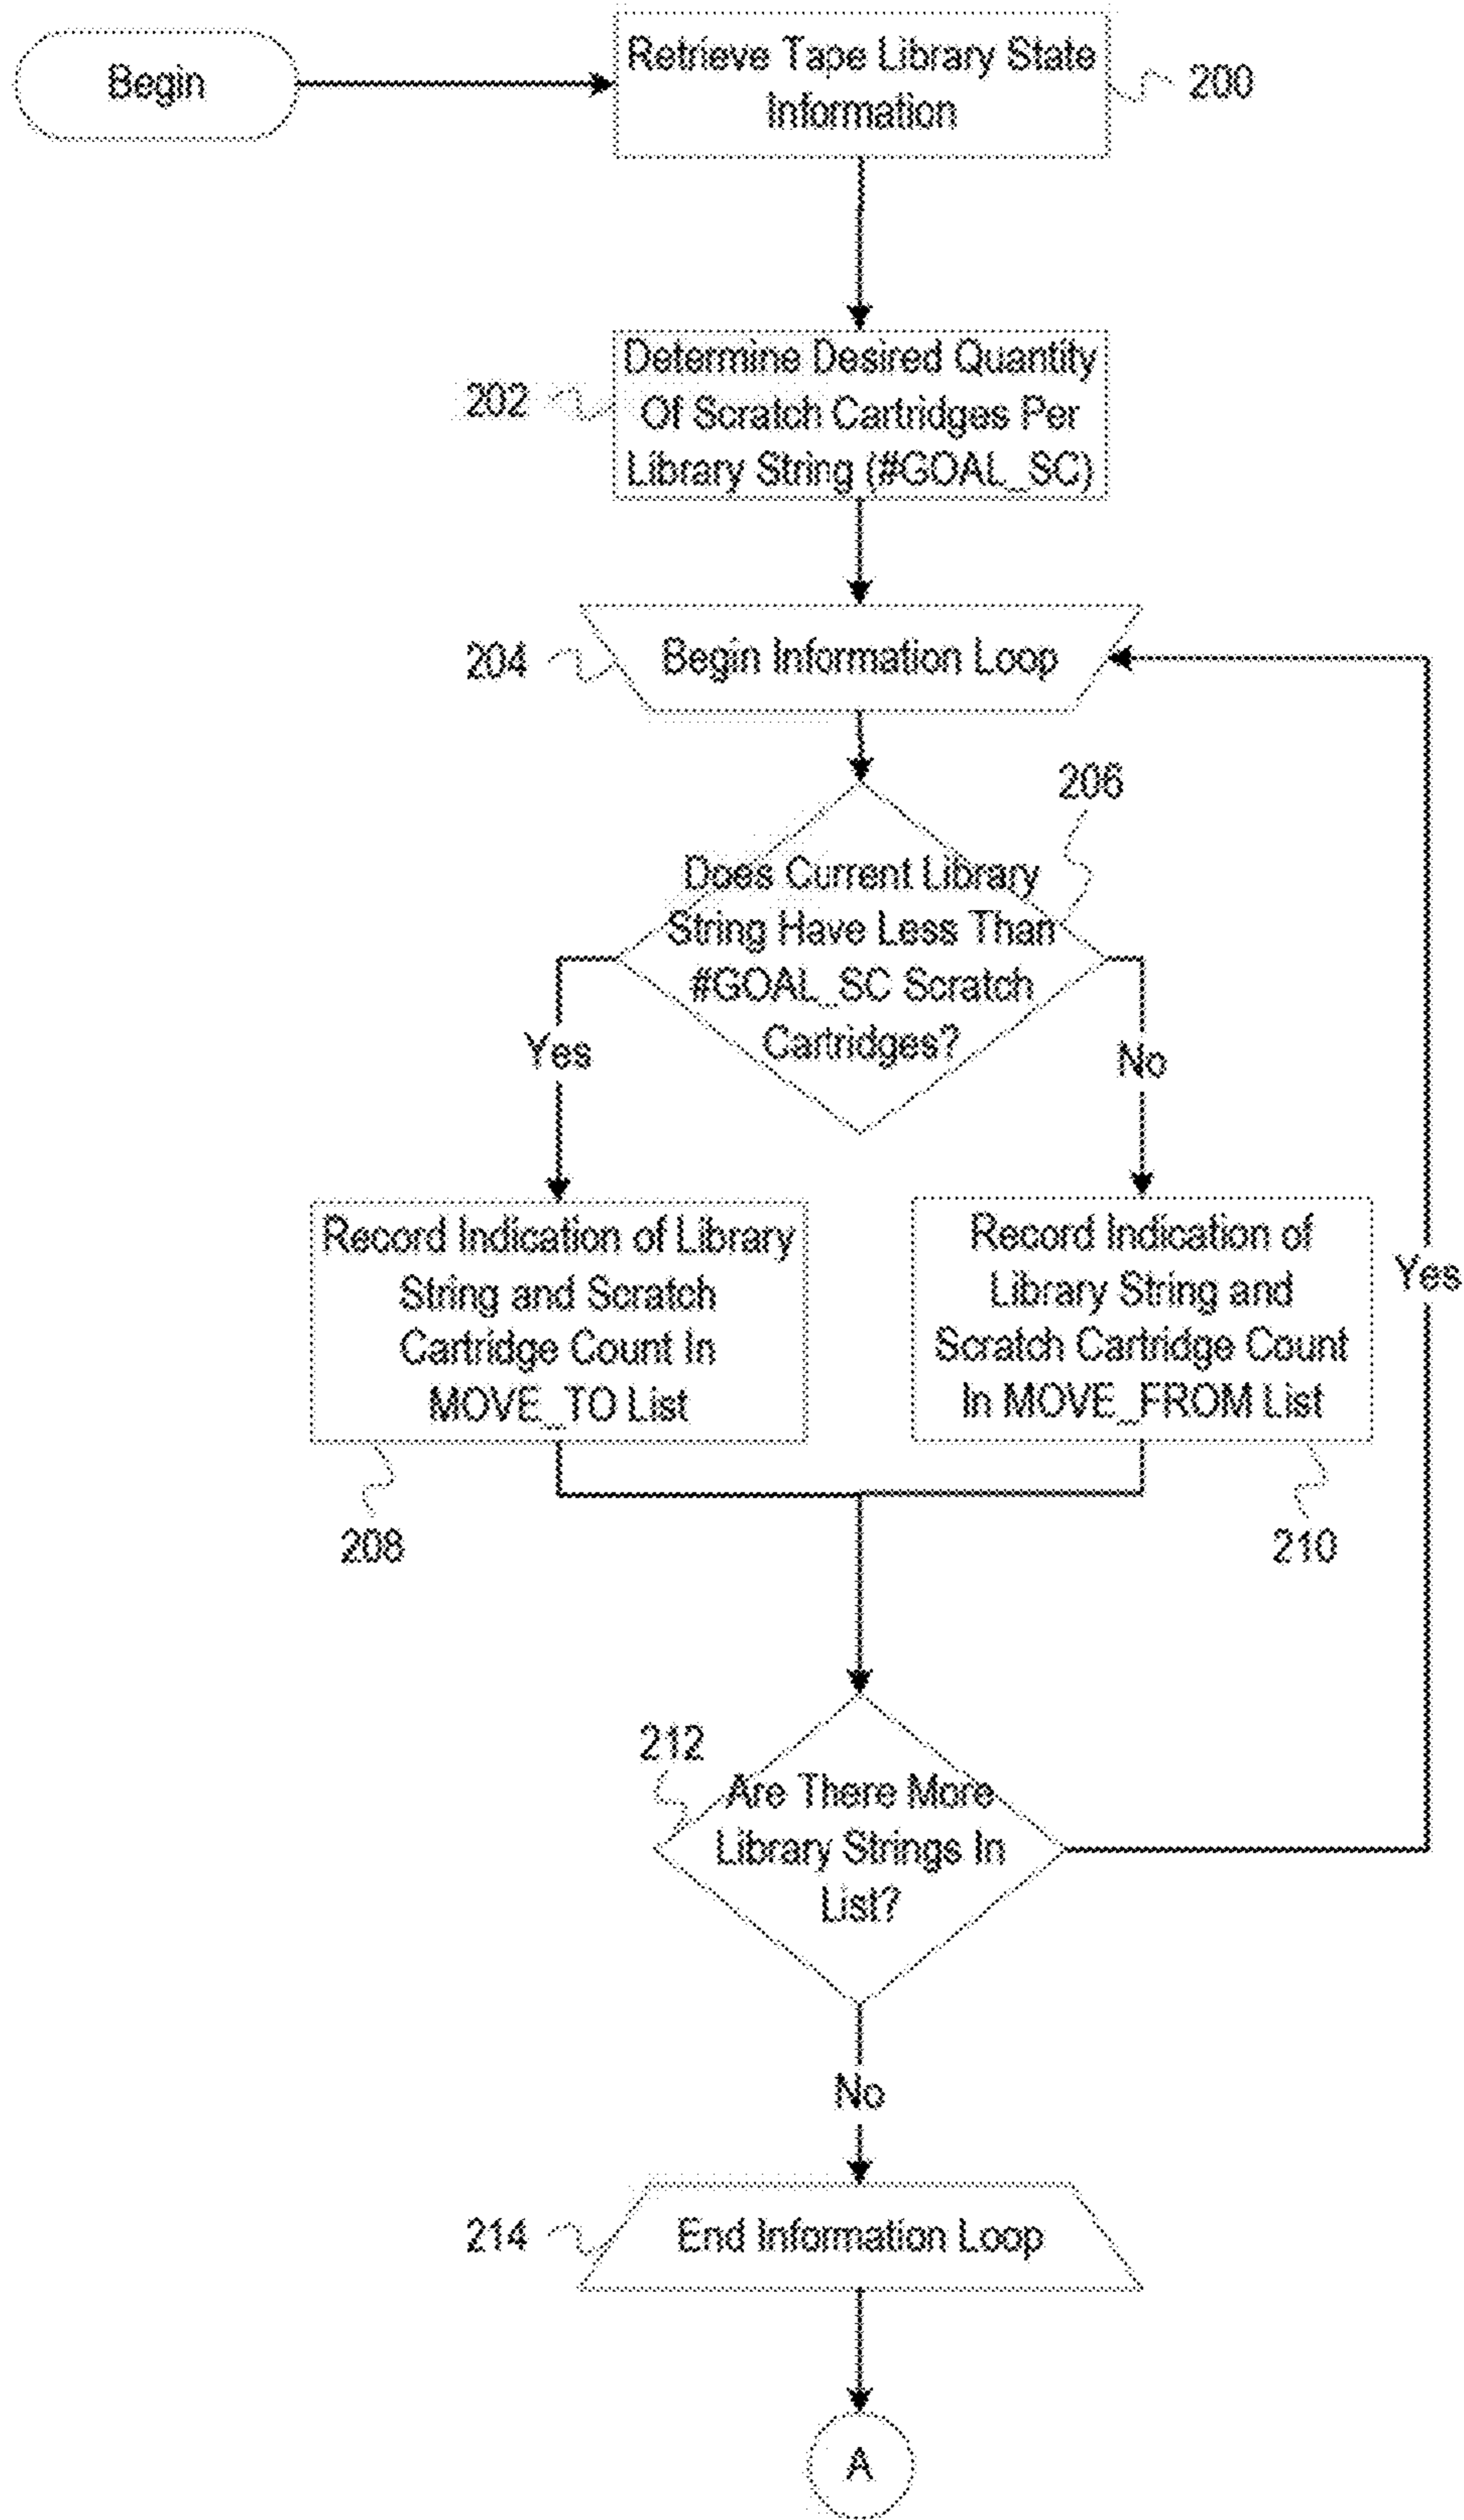 Begin
Retrieve Tape Library State
Information
200
Determine Desired Quantity
Of Scratch Cartridges Per
Library String (#GOAL_SC)
202
204
Begin Information Loop
206
Does Current Library
String Have Less Than
#GOAL_SC Scratch
Cartridges?
Yes
No
Record Indication of Library
String and Scratch
Cartridge Count In
MOVE_TO List
Record Indication of
Library String and
Scratch Cartridge Count
In MOVE_FROM List
Yes
208
210
212
Are There More
Library Strings In
List?
No
214
End Information Loop
A